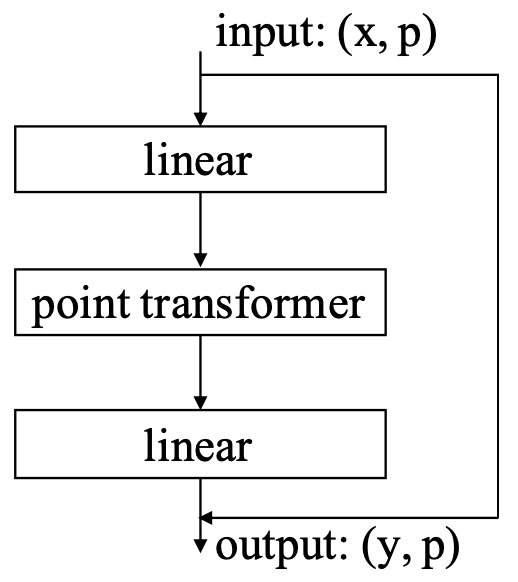 input: (x, p)
linear
point transformer
linear
output: (y, p)